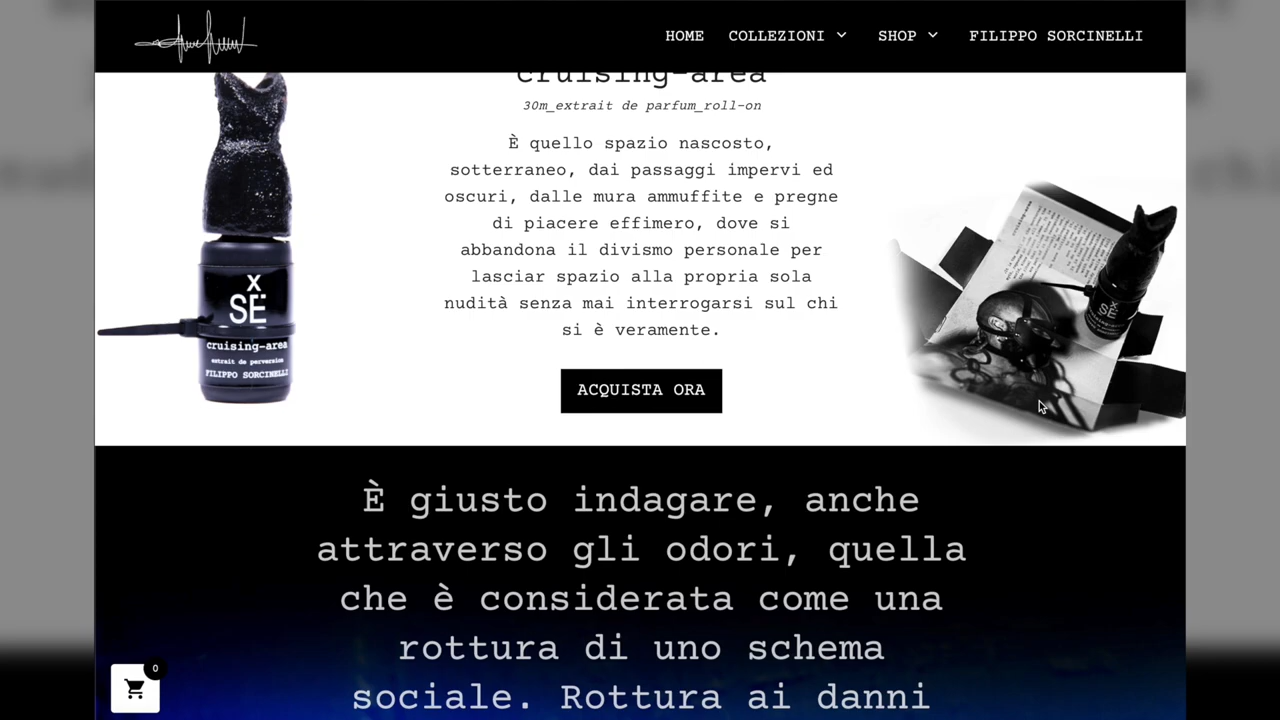 HOME COLLEZIONI SHOP FILIPPO SORCINELLI
cruising-area
30m_extrait de parfum_roll-on
È quello spazio nascosto,
sotterraneo, dai passaggi impervi ed
oscuri, dalle mura ammuffite e pregne
di piacere effimero, dove si
abbandona il divismo personale per
lasciar spazio alla propria sola
nudità senza mai interrogarsi sul chi
si è veramente.
ACQUISTA ORA
X
SË
cruising-area
extrait de perversion
FILIPPO SORCINELLI
X
SË
È giusto indagare, anche
attraverso gli odori, quella
che è considerata come una
rottura di uno schema
sociale. Rottura ai danni
0